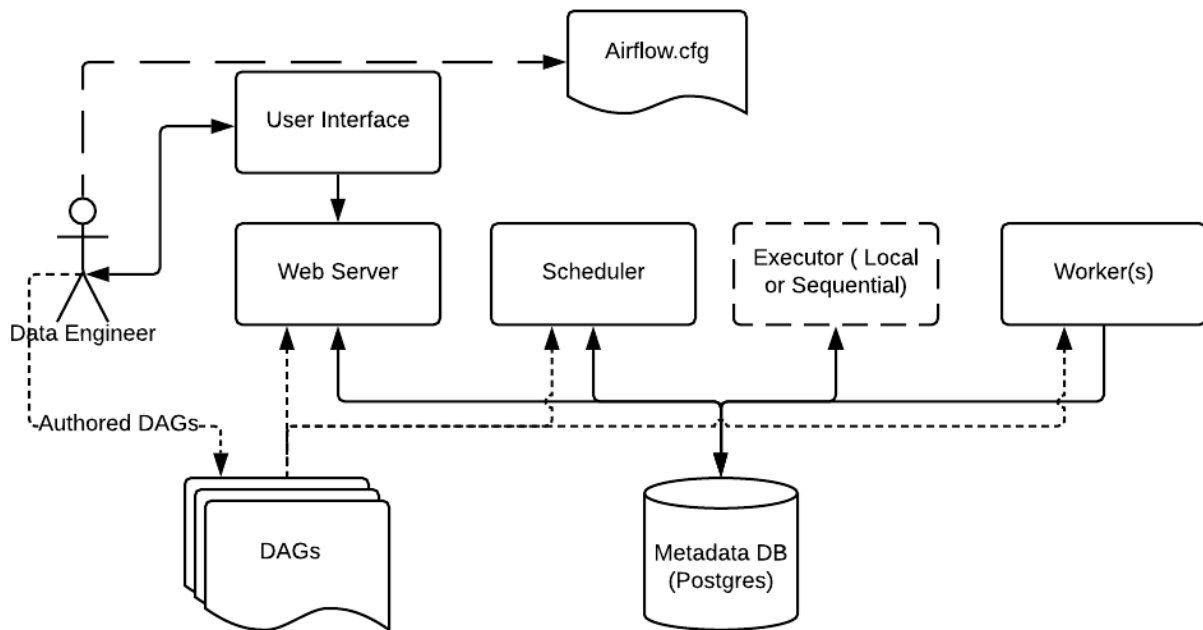 Airflow.cfg
User Interface
Web Server
Scheduler
Executor ( Local
or Sequential)
Worker(s)
Data Engineer
Authored DAGs
DAGs
Metadata DB
(Postgres)